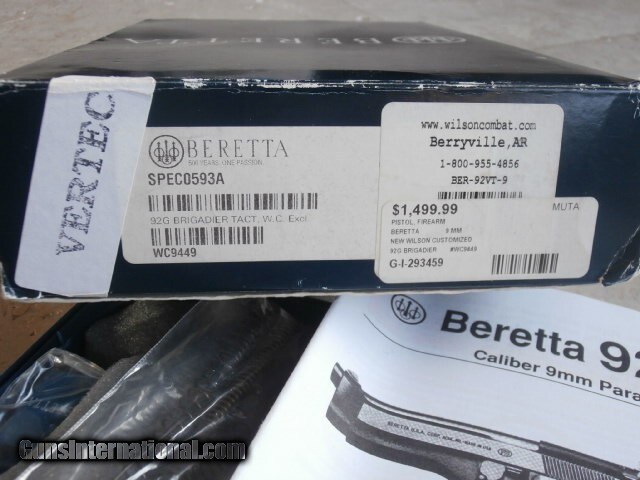 BERETTA
VERTEC
BERETTA
500 YEARS, ONE PASSION.
SPEC0593A
92G BRIGADIER TACT, W.C. Excl
WC9449
www.wilsoncombat.com
Berryville, AR
1-800-955-4856
BER-92VT-9
$1,499.99 MUTA
PISTOL, FIREARM
BERETTA 9 MM
NEW WILSON CUSTOMIZED
92G BRIGADIER #WC9449
G-I-293459
Beretta 92
Caliber 9mm Para
GunsInternational.com